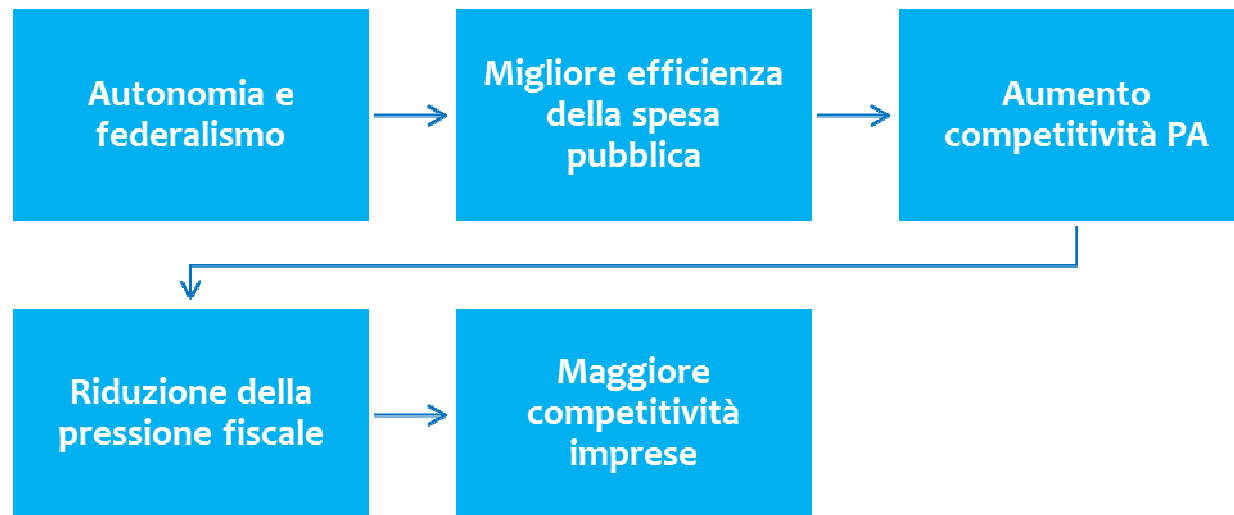 Autonomia e
federalismo
Migliore efficienza
della spesa
pubblica
Aumento
competitività PA
Riduzione della
pressione fiscale
Maggiore
competitività
imprese